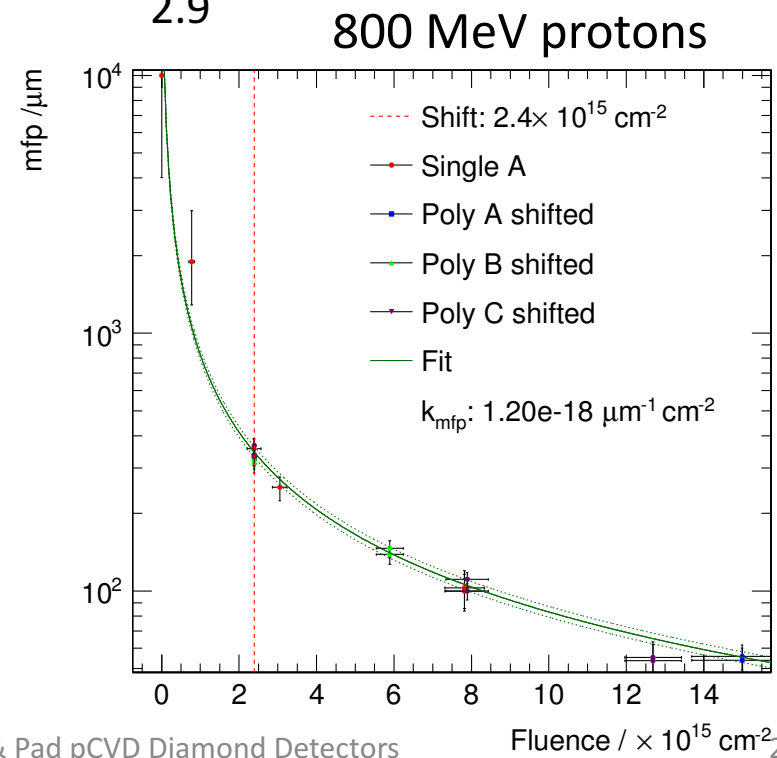 2.9
800 MeV protons
mfp /μm
10⁴
10³
10²
Shift: 2.4× 10¹⁵ cm⁻²
Single A
Poly A shifted
Poly B shifted
Poly C shifted
Fit
k_mfp: 1.20e-18 μm⁻¹ cm⁻²
0 2 4 6 8 10 12 14
Fluence / × 10¹⁵ cm⁻²
& Pad pCVD Diamond Detectors
2